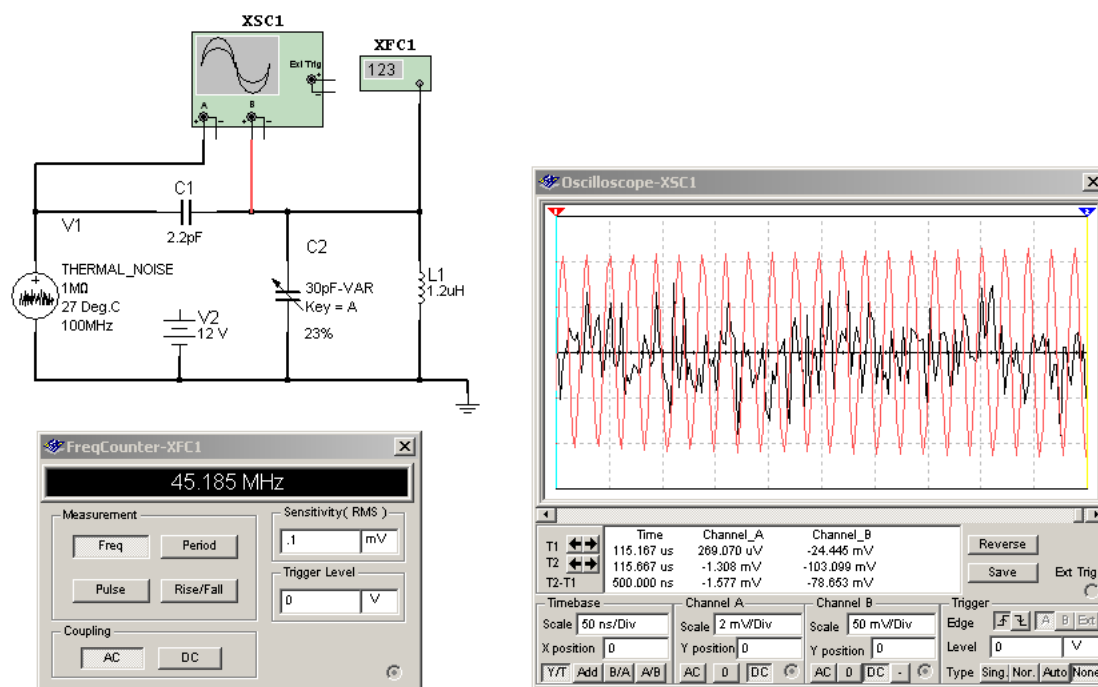 XSC1
XFC1
Ext Trig
123
A B
C1
2.2pF
V1
THERMAL_NOISE
1MΩ
27 Deg.C
100MHz
V2
12 V
C2
30pF-VAR
Key = A
23%
L1
1.2uH
FreqCounter-XFC1
45.185 MHz
Measurement
Freq Period
Pulse Rise/Fall
Coupling
AC DC
Sensitivity( RMS )
.1 mV
Trigger Level
0 V
Oscilloscope-XSC1
1 2
Time Channel_A Channel_B
T1 115.167 us 269.070 uV -24.445 mV
T2 115.667 us -1.308 mV -103.099 mV
T2-T1 500.000 ns -1.577 mV -78.653 mV
Reverse
Save
Ext Trig
Timebase
Scale 50 ns/Div
X position 0
Y/T Add B/A A/B
Channel A
Scale 2 mV/Div
Y position 0
AC 0 DC
Channel B
Scale 50 mV/Div
Y position 0
AC 0 DC -
Trigger
Edge A B Ext
Level 0 V
Type Sing. Nor. Auto None